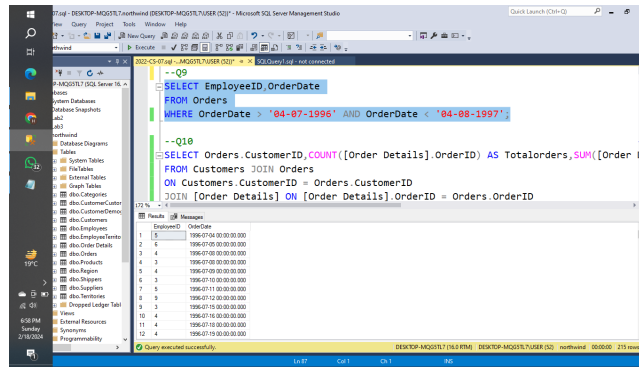 07.sql - DESKTOP-MQG5TL7.northwind (DESKTOP-MQG5TL7\USER (52))* - Microsoft SQL Server Management Studio
Quick Launch (Ctrl+Q)
View Query Project Tools Window Help
New Query
thwind
Execute
2022-CS-07.sql -...MQG5TL7\USER (52))*
SQLQuery1.sql - not connected
P-MQG5TL7 (SQL Server 16.
bases
ystem Databases
Database Snapshots
Lab2
Lab3
northwind
Database Diagrams
Tables
System Tables
FileTables
External Tables
Graph Tables
dbo.Categories
dbo.CustomerCustor
dbo.CustomerDemog
dbo.Customers
dbo.Employees
dbo.EmployeeTerrito
dbo.Order Details
dbo.Orders
dbo.Products
dbo.Region
dbo.Shippers
dbo.Suppliers
dbo.Territories
Dropped Ledger Tabl
Views
External Resources
Synonyms
Programmability
--Q9
SELECT EmployeeID,OrderDate
FROM Orders
WHERE OrderDate > '04-07-1996' AND OrderDate < '04-08-1997';
--Q10
SELECT Orders.CustomerID,COUNT([Order Details].OrderID) AS Totalorders,SUM([Order
FROM Customers JOIN Orders
ON Customers.CustomerID = Orders.CustomerID
JOIN [Order Details] ON [Order Details].OrderID = Orders.OrderID
172 %
Results Messages
EmployeeID OrderDate
1 5 1996-07-04 00:00:00.000
2 6 1996-07-05 00:00:00.000
3 4 1996-07-08 00:00:00.000
4 3 1996-07-08 00:00:00.000
5 4 1996-07-09 00:00:00.000
6 3 1996-07-10 00:00:00.000
7 5 1996-07-11 00:00:00.000
8 9 1996-07-12 00:00:00.000
9 3 1996-07-15 00:00:00.000
10 4 1996-07-16 00:00:00.000
11 4 1996-07-18 00:00:00.000
12 4 1996-07-19 00:00:00.000
Query executed successfully.
DESKTOP-MQG5TL7 (16.0 RTM) DESKTOP-MQG5TL7\USER (52) northwind 00:00:00 215 rows
Ln 87 Col 1 Ch 1 INS
19°C
6:58 PM
Sunday
2/18/2024